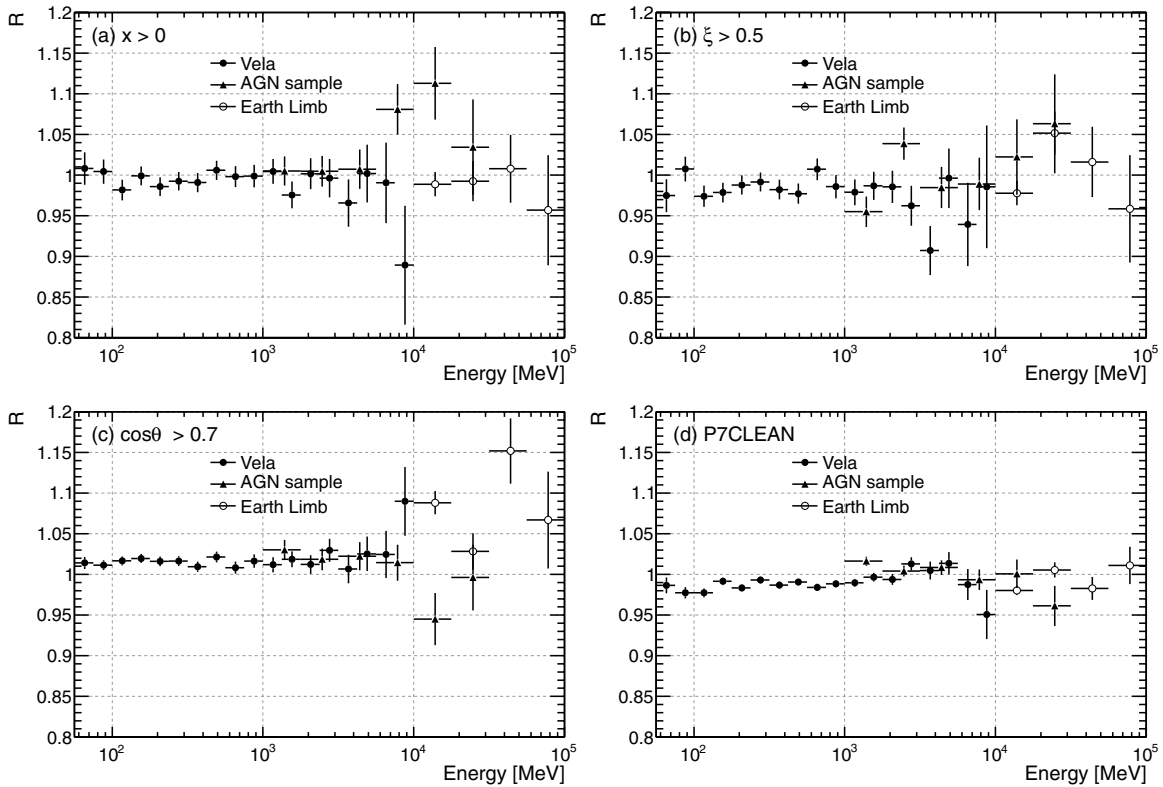 R
1.2
1.15
1.1
1.05
1
0.95
0.9
0.85
0.8
(a) x > 0
Vela
AGN sample
Earth Limb
10² 10³ 10⁴ 10⁵
Energy [MeV]
R
1.2
1.15
1.1
1.05
1
0.95
0.9
0.85
0.8
(b) ξ > 0.5
Vela
AGN sample
Earth Limb
10² 10³ 10⁴ 10⁵
Energy [MeV]
R
1.2
1.15
1.1
1.05
1
0.95
0.9
0.85
0.8
(c) cosθ > 0.7
Vela
AGN sample
Earth Limb
10² 10³ 10⁴ 10⁵
Energy [MeV]
R
1.2
1.15
1.1
1.05
1
0.95
0.9
0.85
0.8
(d) P7CLEAN
Vela
AGN sample
Earth Limb
10² 10³ 10⁴ 10⁵
Energy [MeV]